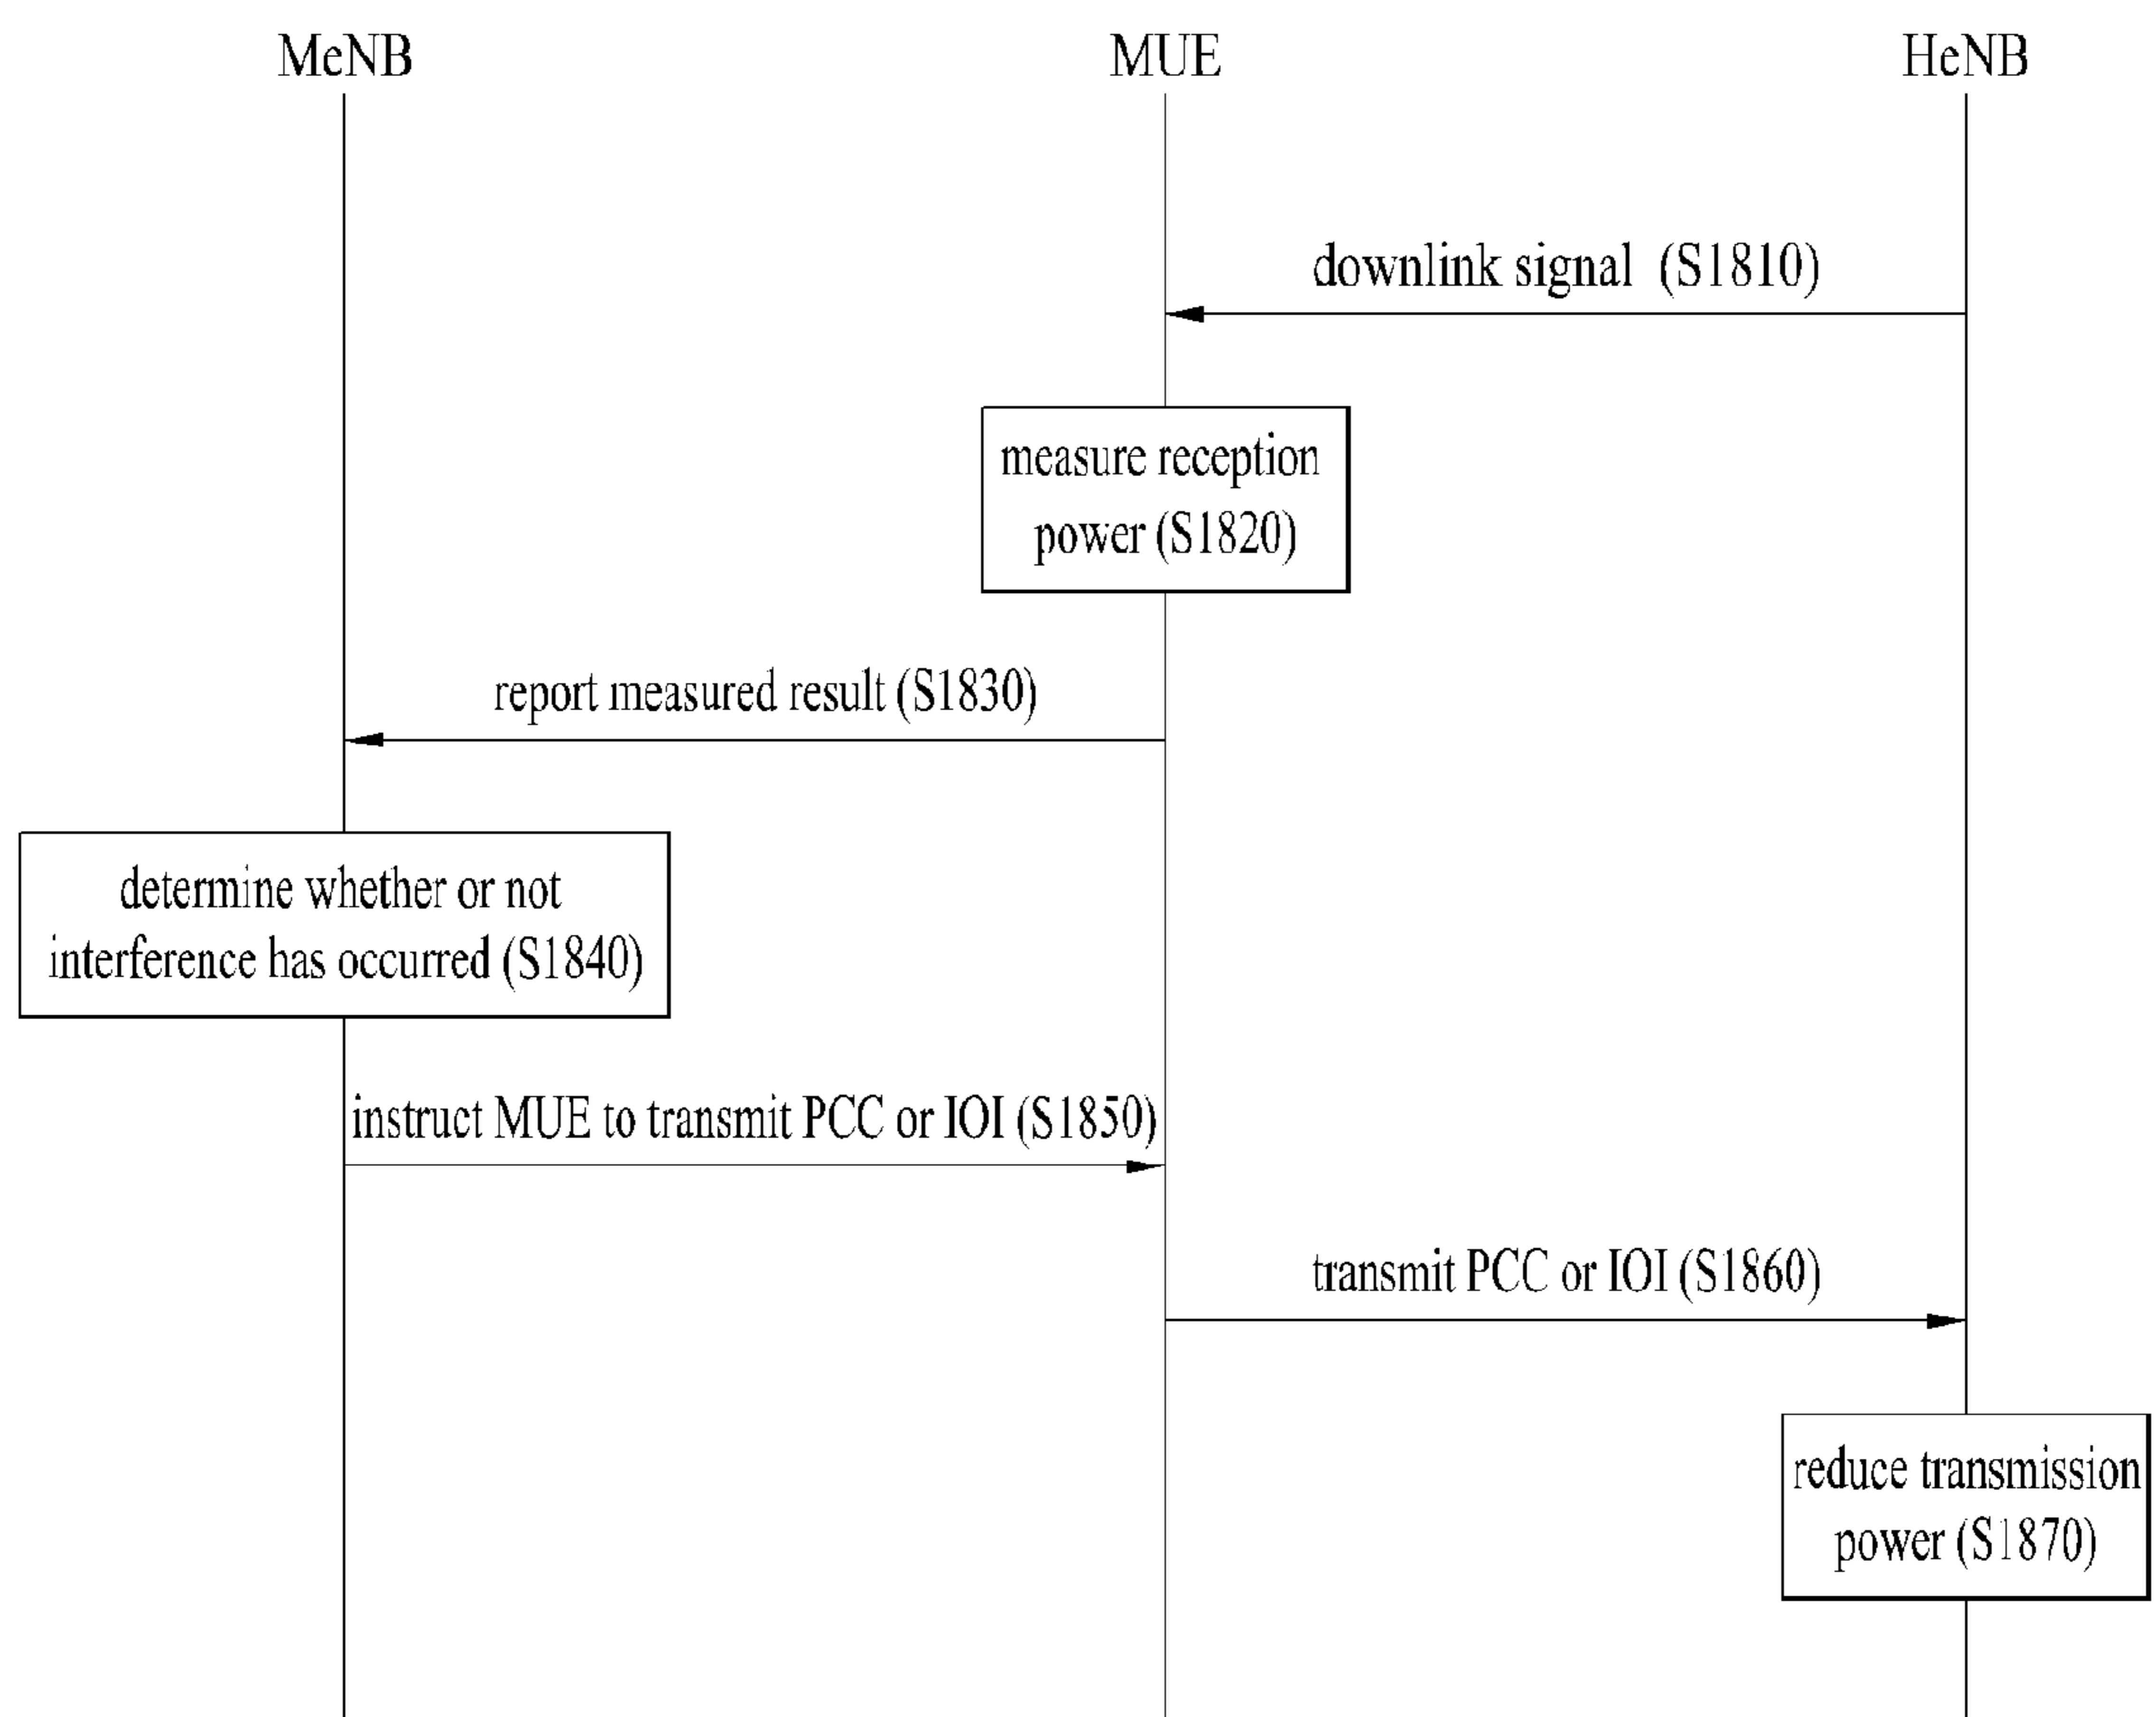 MeNB
MUE
HeNB
downlink signal (S1810)
measure reception
power (S1820)
report measured result (S1830)
determine whether or not
interference has occurred (S1840)
instruct MUE to transmit PCC or IOI (S1850)
transmit PCC or IOI (S1860)
reduce transmission
power (S1870)